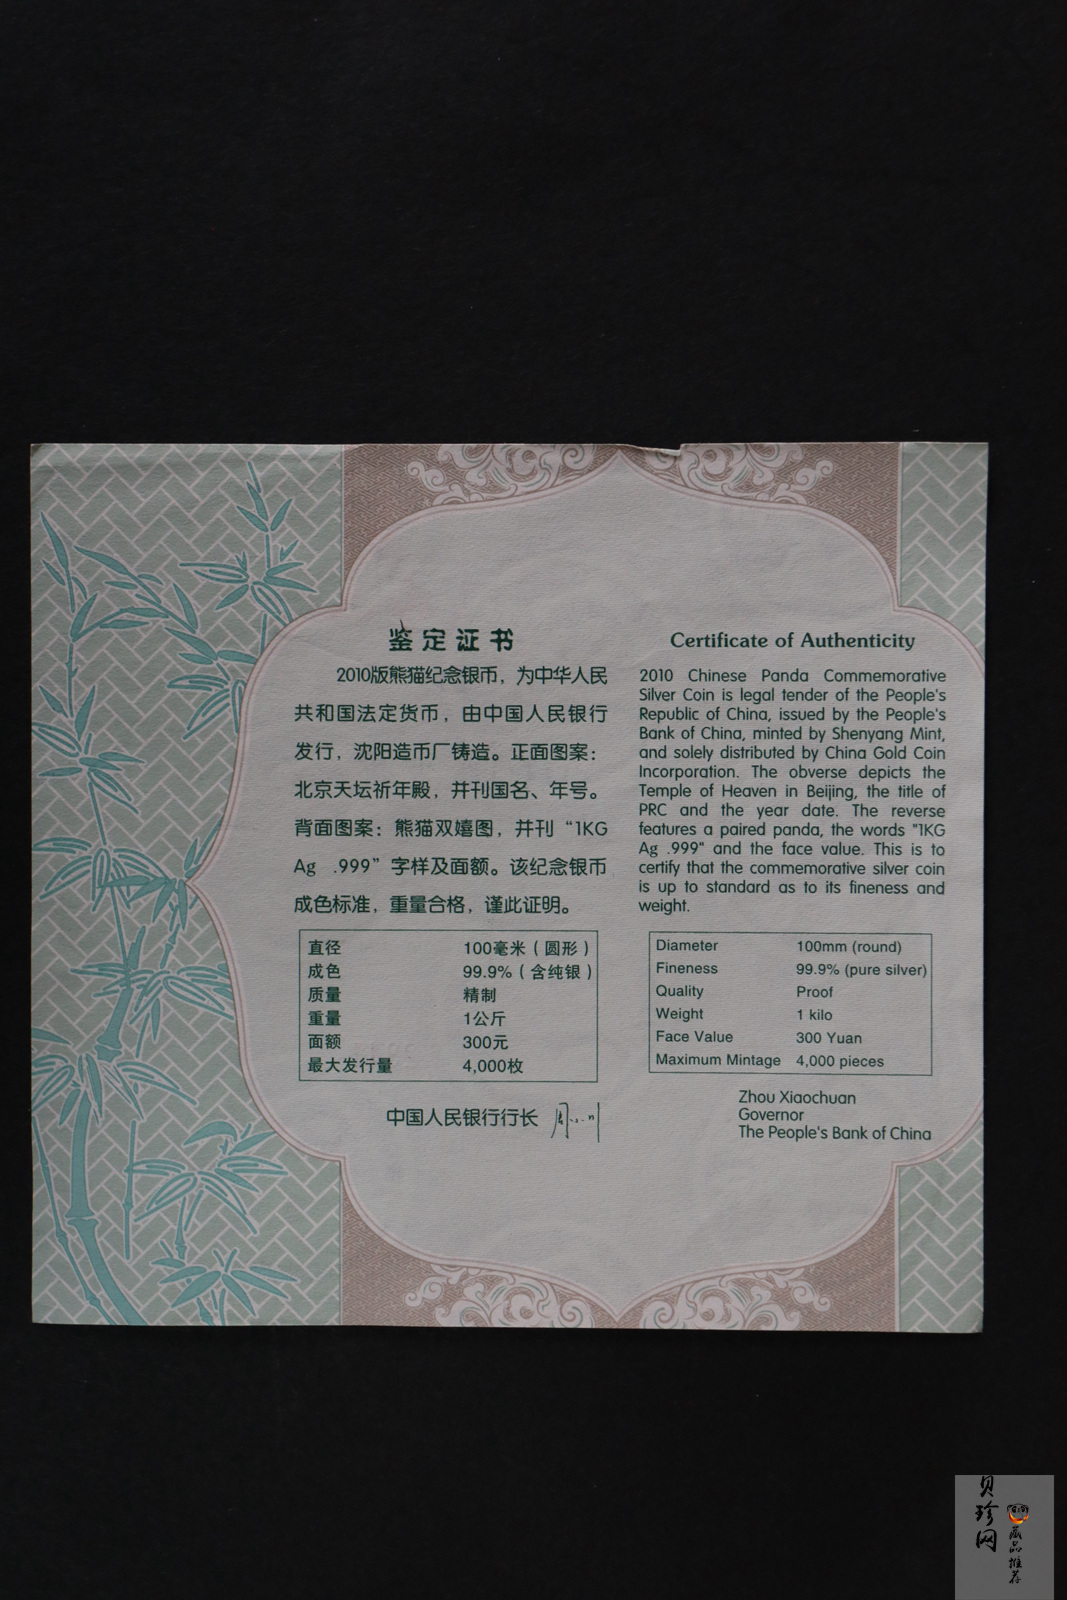 鉴定证书
2010版熊猫纪念银币，为中华人民
共和国法定货币，由中国人民银行
发行，沈阳造币厂铸造。正面图案：
北京天坛祈年殿，并刊国名、年号。
背面图案：熊猫双嬉图，并刊“1KG
Ag .999”字样及面额。该纪念银币
成色标准，重量合格，谨此证明。
直径 100毫米（圆形）
成色 99.9%（含纯银）
质量 精制
重量 1公斤
面额 300元
最大发行量 4,000枚
中国人民银行行长
Certificate of Authenticity
2010 Chinese Panda Commemorative
Silver Coin is legal tender of the People's
Republic of China, issued by the People's
Bank of China, minted by Shenyang Mint,
and solely distributed by China Gold Coin
Incorporation. The obverse depicts the
Temple of Heaven in Beijing, the title of
PRC and the year date. The reverse
features a paired panda, the words "1KG
Ag .999" and the face value. This is to
certify that the commemorative silver coin
is up to standard as to its fineness and
weight.
Diameter 100mm (round)
Fineness 99.9% (pure silver)
Quality Proof
Weight 1 kilo
Face Value 300 Yuan
Maximum Mintage 4,000 pieces
Zhou Xiaochuan
Governor
The People's Bank of China
贝珍网
藏品推荐